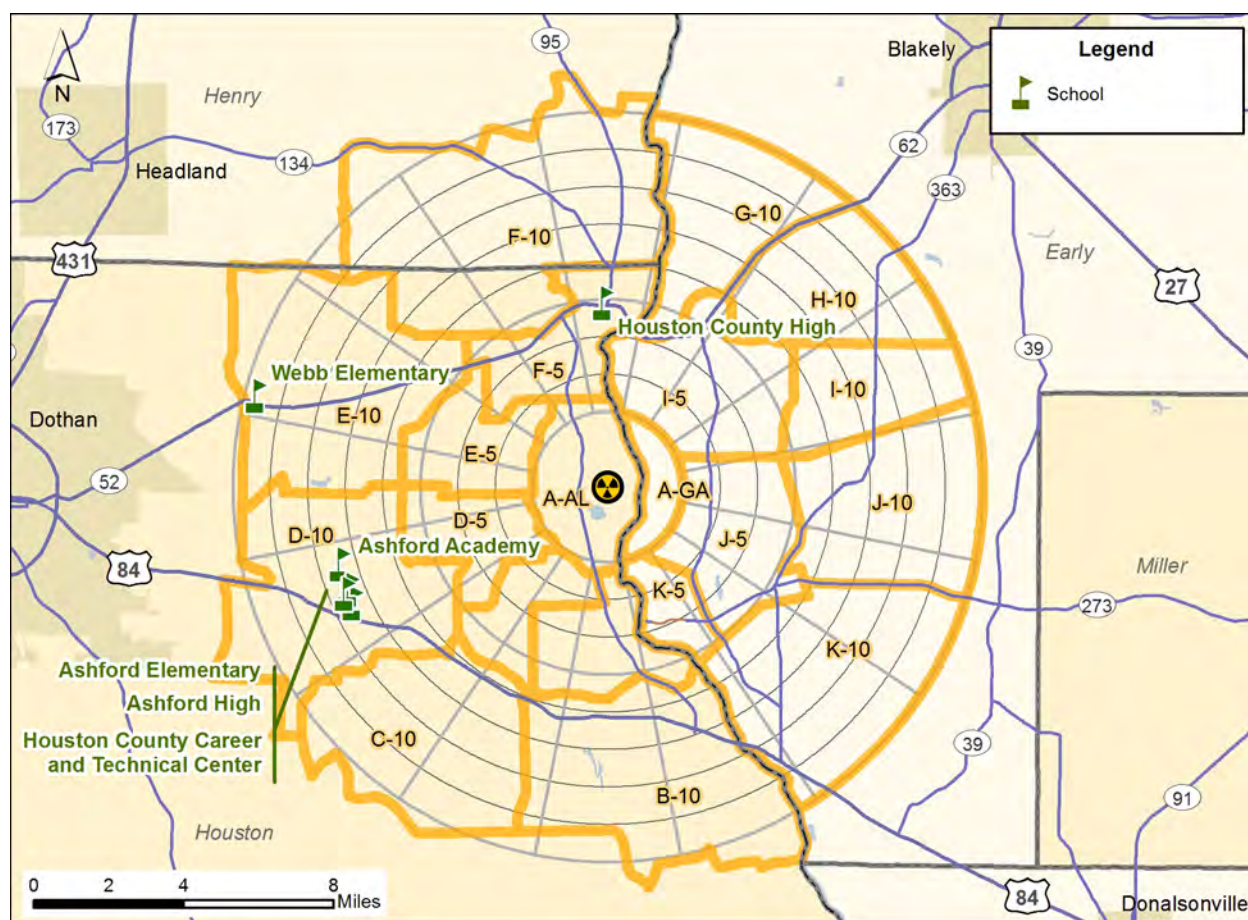 95
Blakely
Legend
School
N
Henry
173
Headland
134
62
363
G-10
F-10
Early
431
27
H-10
Houston County High
39
F-5
Webb Elementary
I-10
I-5
E-10
Dothan
E-5
52
A-AL
A-GA
J-10
D-5
D-10
J-5
Ashford Academy
84
Miller
K-5
273
K-10
Ashford Elementary
Ashford High
Houston County Career
and Technical Center
C-10
39
B-10
91
Houston
0 2 4 8
Miles
84
Donalsonville